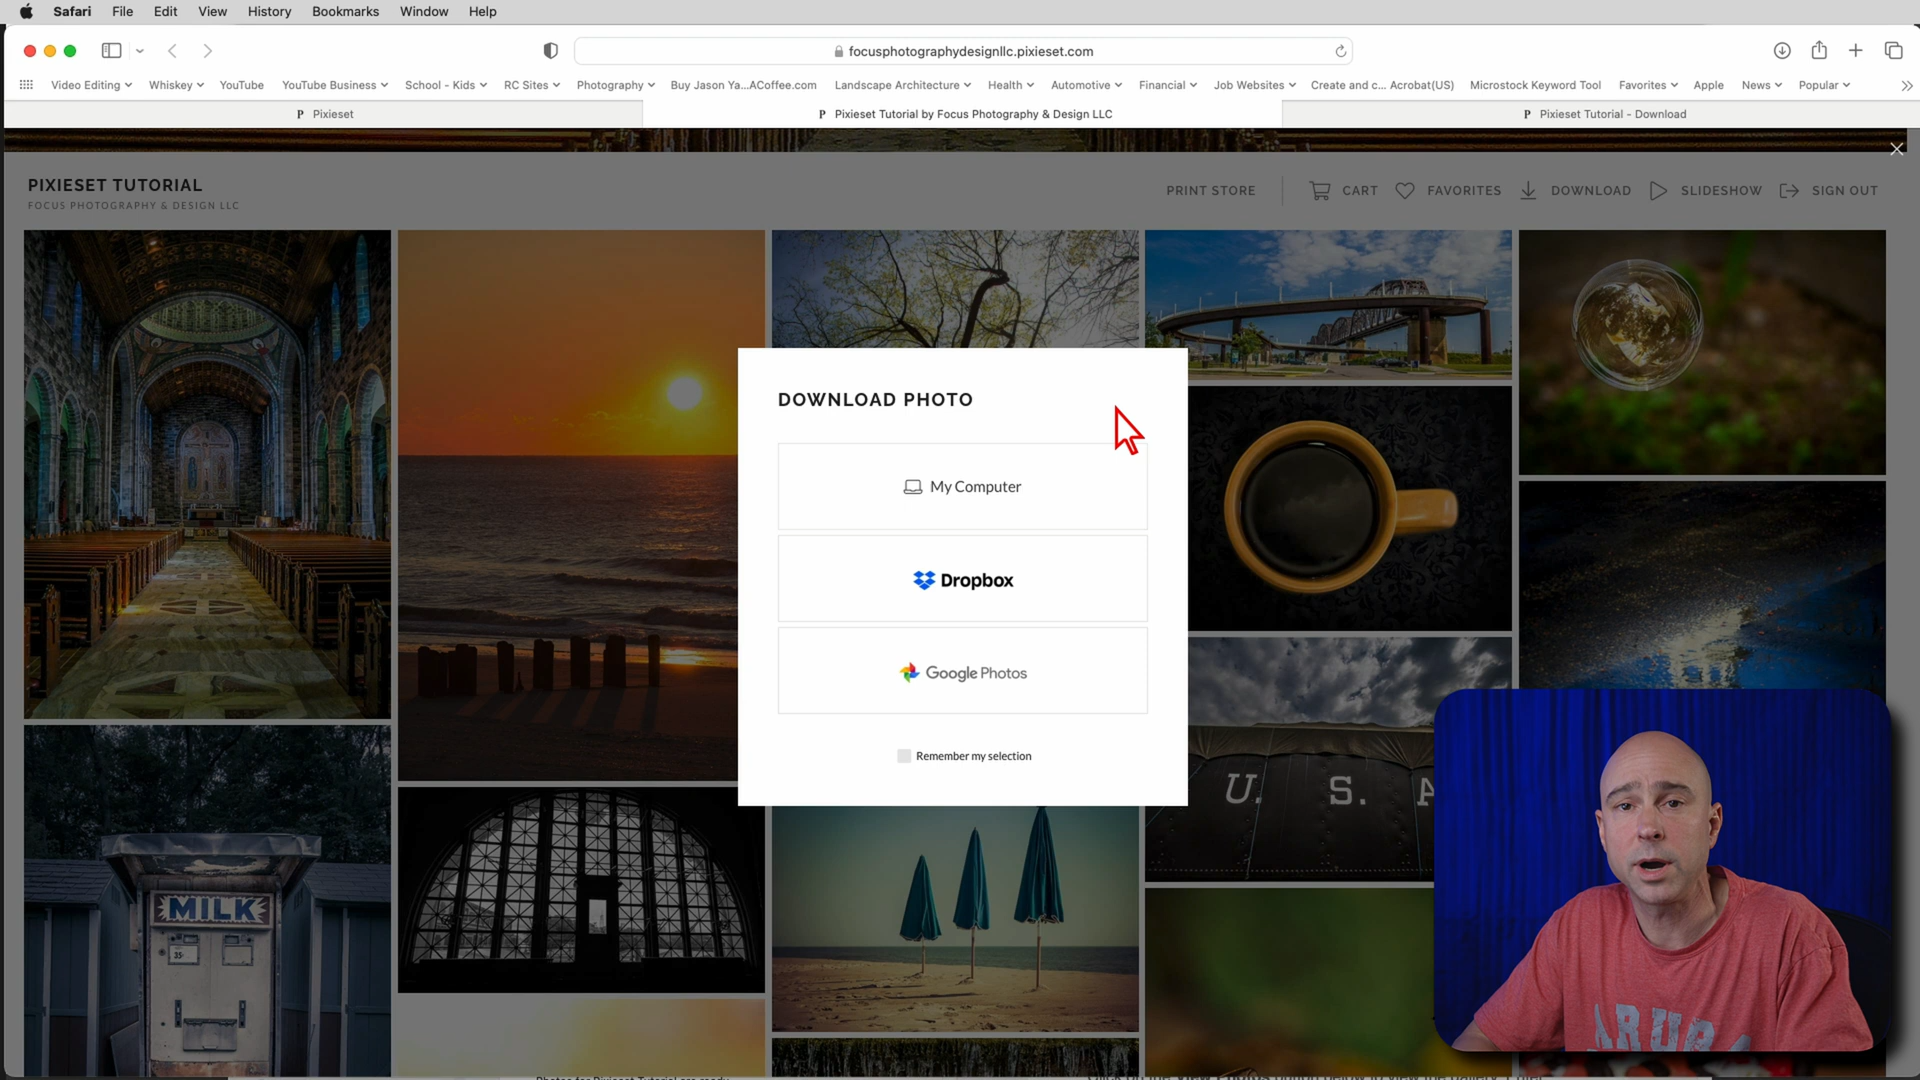 Safari File Edit View History Bookmarks Window Help
focusphotographydesignllc.pixieset.com
Video Editing Whiskey YouTube YouTube Business School - Kids RC Sites Photography Buy Jason Ya...ACoffee.com Landscape Architecture Health Automotive Financial Job Websites Create and c... Acrobat(US) Microstock Keyword Tool Favorites Apple News Popular
P Pixieset
P Pixieset Tutorial by Focus Photography & Design LLC
P Pixieset Tutorial - Download
PIXIESET TUTORIAL
FOCUS PHOTOGRAPHY & DESIGN LLC
PRINT STORE CART FAVORITES DOWNLOAD SLIDESHOW SIGN OUT
DOWNLOAD PHOTO
My Computer
Dropbox
Google Photos
Remember my selection
U. S. A
MILK
35¢
ARUBA